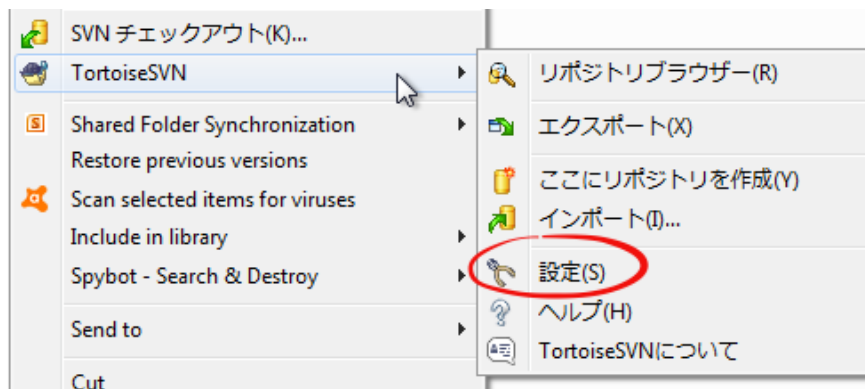 SVN チェックアウト(K)...
TortoiseSVN
Shared Folder Synchronization
Restore previous versions
Scan selected items for viruses
Include in library
Spybot - Search & Destroy
Send to
Cut
リポジトリブラウザー(R)
エクスポート(X)
ここにリポジトリを作成(Y)
インポート(I)...
設定(S)
ヘルプ(H)
TortoiseSVNについて